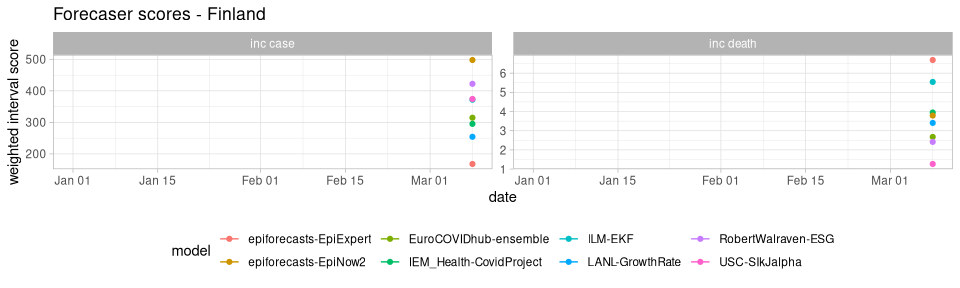 Forecaser scores - Finland
inc case
inc death
weighted interval score
500
400
300
200
6
5
4
3
2
1
Jan 01
Jan 15
Feb 01
Feb 15
Mar 01
Jan 01
Jan 15
Feb 01
Feb 15
Mar 01
date
model
epiforecasts-EpiExpert
EuroCOVIDhub-ensemble
ILM-EKF
RobertWalraven-ESG
epiforecasts-EpiNow2
IEM_Health-CovidProject
LANL-GrowthRate
USC-SIkJalpha